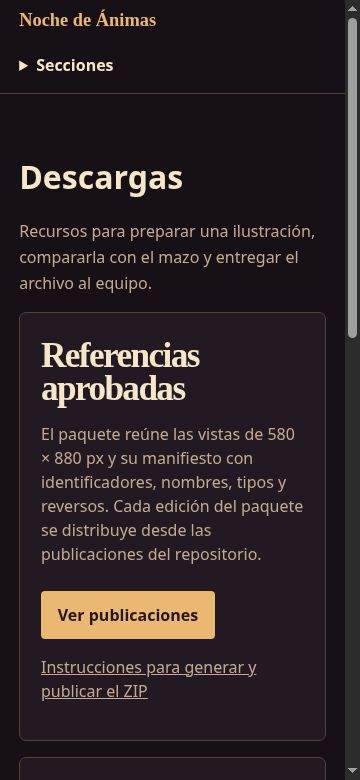 Noche de Ánimas
Secciones
Descargas
Recursos para preparar una ilustración,
compararla con el mazo y entregar el
archivo al equipo.
Referencias
aprobadas
El paquete reúne las vistas de 580
× 880 px y su manifiesto con
identificadores, nombres, tipos y
reversos. Cada edición del paquete
se distribuye desde las
publicaciones del repositorio.
Ver publicaciones
Instrucciones para generar y
publicar el ZIP